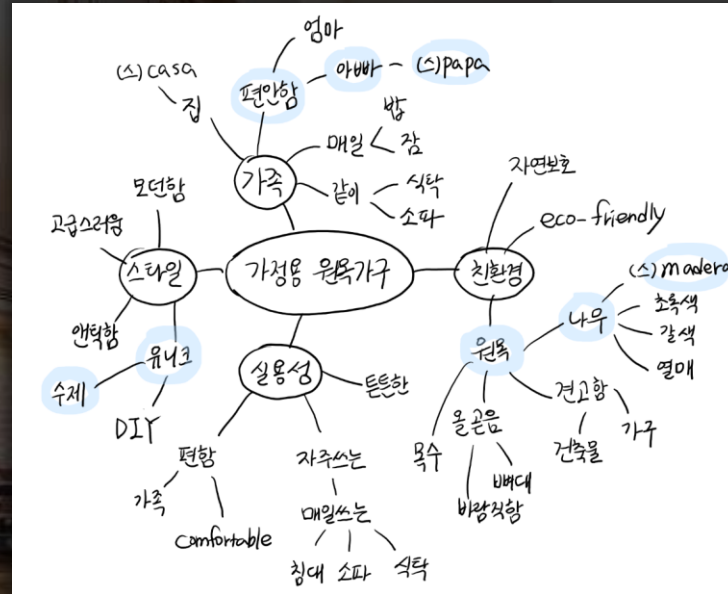 엄마
(스)casa
아빠 - (스)papa
편안함
집
밥
매일
잠
자연보호
가족
식탁
모던함
같이
소파
고급스러움
eco-friendly
스타일
가정용 원목가구
친환경
(스)madera
초록색
나무
갈색
앤틱함
유니크
원목
열매
수제
실용성
튼튼한
견고함
DIY
올곧음
가구
편함
자주쓰는
목수
건축물
뼈대
가족
매일쓰는
바람직함
comfortable
침대 소파 식탁